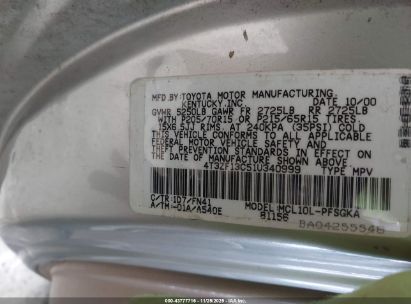 MFD.BY:TOYOTA MOTOR MANUFACTURING,
KENTUCKY,INC. DATE 10/00
GVWR 5250LB GAWR FR 2725LB RR 2725LB
WITH P205/70R15 OR P215/65R15 TIRES,
15X6.5JJ RIMS AT 240KPA (35PSI) COLD
THIS VEHICLE CONFORMS TO ALL APPLICABLE
FEDERAL MOTOR VEHICLE SAFETY AND
THEFT PREVENTION STANDARDS IN EFFECT ON
THE DATE OF MANUFACTURE SHOWN ABOVE.
4T3ZF13C51U340999 TYPE MPV
C/TR:1D7/FN41 MODEL:MCL10L-PFSGKA
A/TM:-01A/A540E 81156
BA04255546